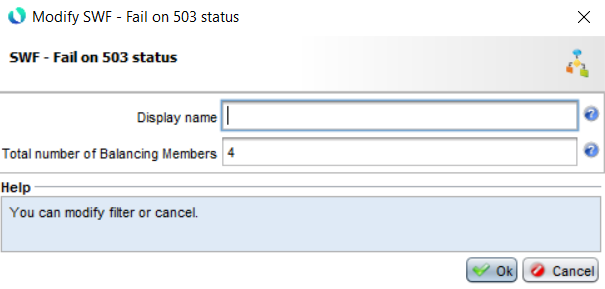 Modify SWF - Fail on 503 status
SWF - Fail on 503 status
Display name
Total number of Balancing Members 4
Help
You can modify filter or cancel.
Ok Cancel